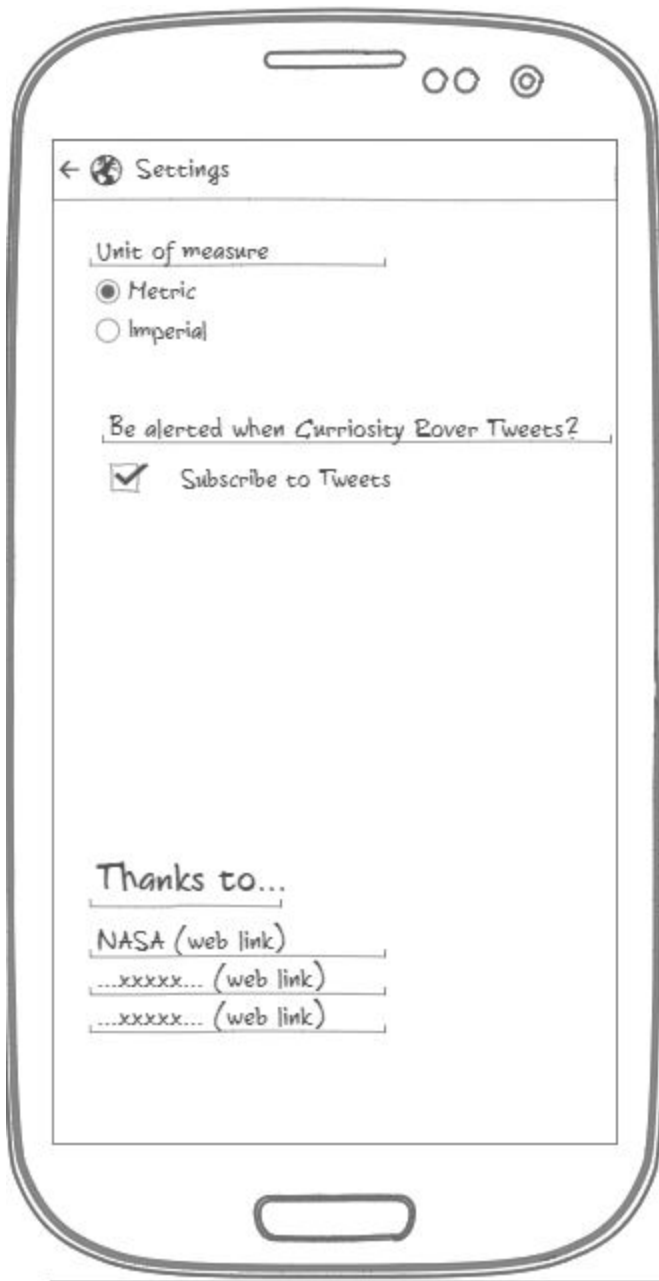 Settings
Unit of measure
Metric
Imperial
Be alerted when Curriosity Rover Tweets?
Subscribe to Tweets
Thanks to...
NASA (web link)
...xxxxx... (web link)
...xxxxx... (web link)